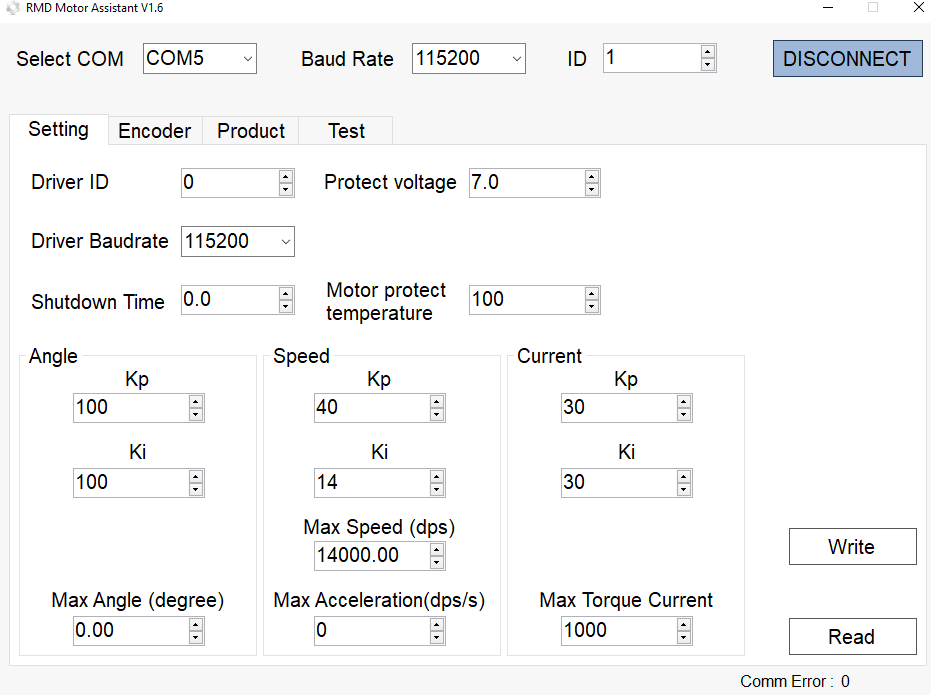 RMD Motor Assistant V1.6
Select COM COM5 Baud Rate 115200 ID 1 DISCONNECT
Setting Encoder Product Test
Driver ID 0 Protect voltage 7.0
Driver Baudrate 115200
Shutdown Time 0.0 Motor protect
temperature 100
Angle Speed Current
Kp Kp Kp
100 40 30
Ki Ki Ki
100 14 30
Max Speed (dps)
14000.00
Write
Max Angle (degree) Max Acceleration(dps/s) Max Torque Current
0.00 0 1000
Read
Comm Error : 0